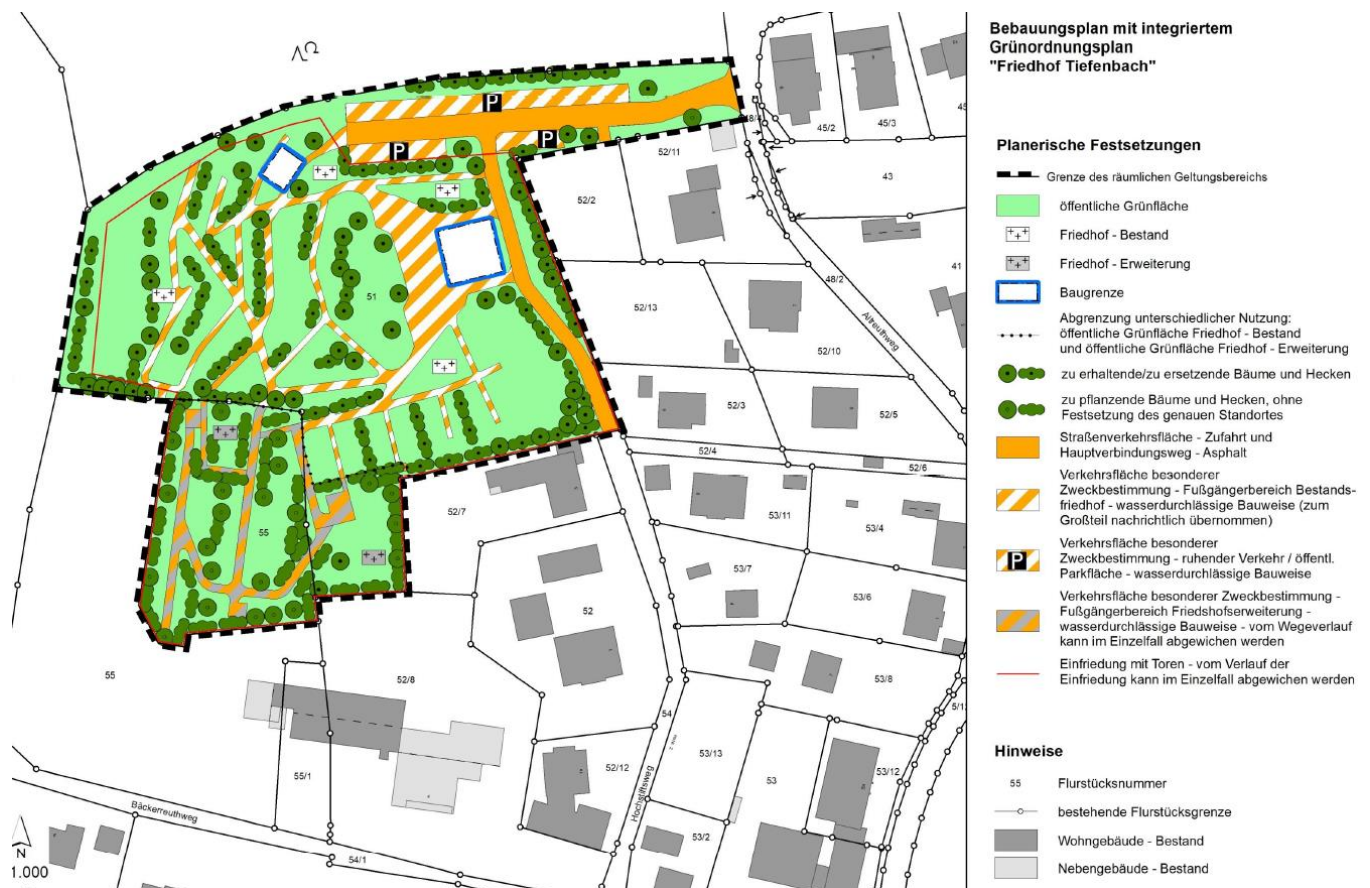 Bebauungsplan mit integriertem
Grünordnungsplan
"Friedhof Tiefenbach"
Planerische Festsetzungen
Grenze des räumlichen Geltungsbereichs
öffentliche Grünfläche
Friedhof - Bestand
Friedhof - Erweiterung
Baugrenze
Abgrenzung unterschiedlicher Nutzung:
öffentliche Grünfläche Friedhof - Bestand
und öffentliche Grünfläche Friedhof - Erweiterung
zu erhaltende/zu ersetzende Bäume und Hecken
zu pflanzende Bäume und Hecken, ohne
Festsetzung des genauen Standortes
Straßenverkehrsfläche - Zufahrt und
Hauptverbindungsweg - Asphalt
Verkehrsfläche besonderer
Zweckbestimmung - Fußgängerbereich Bestands-
friedhof - wasserdurchlässige Bauweise (zum
Großteil nachrichtlich übernommen)
P
Verkehrsfläche besonderer
Zweckbestimmung - ruhender Verkehr / öffentl.
Parkfläche - wasserdurchlässige Bauweise
Verkehrsfläche besonderer Zweckbestimmung -
Fußgängerbereich Friedshofserweiterung -
wasserdurchlässige Bauweise - vom Wegeverlauf
kann im Einzelfall abgewichen werden
Einfriedung mit Toren - vom Verlauf der
Einfriedung kann im Einzelfall abgewichen werden
Hinweise
55 Flurstücksnummer
bestehende Flurstücksgrenze
Wohngebäude - Bestand
Nebengebäude - Bestand
P
P
P
48/4
45/2
45/3
45
43
41
52/11
52/2
51
48/2
Altreuthweg
52/13
52/10
52/3
52/5
52/4
52/6
52/7
53/11
53/4
55
53/7
53/6
52
55
52/8
53/8
54
53/13
53
53/12
55/1
52/12
Hochstiftsweg
Bäckerreuthweg
53/2
54/1
N
1.000